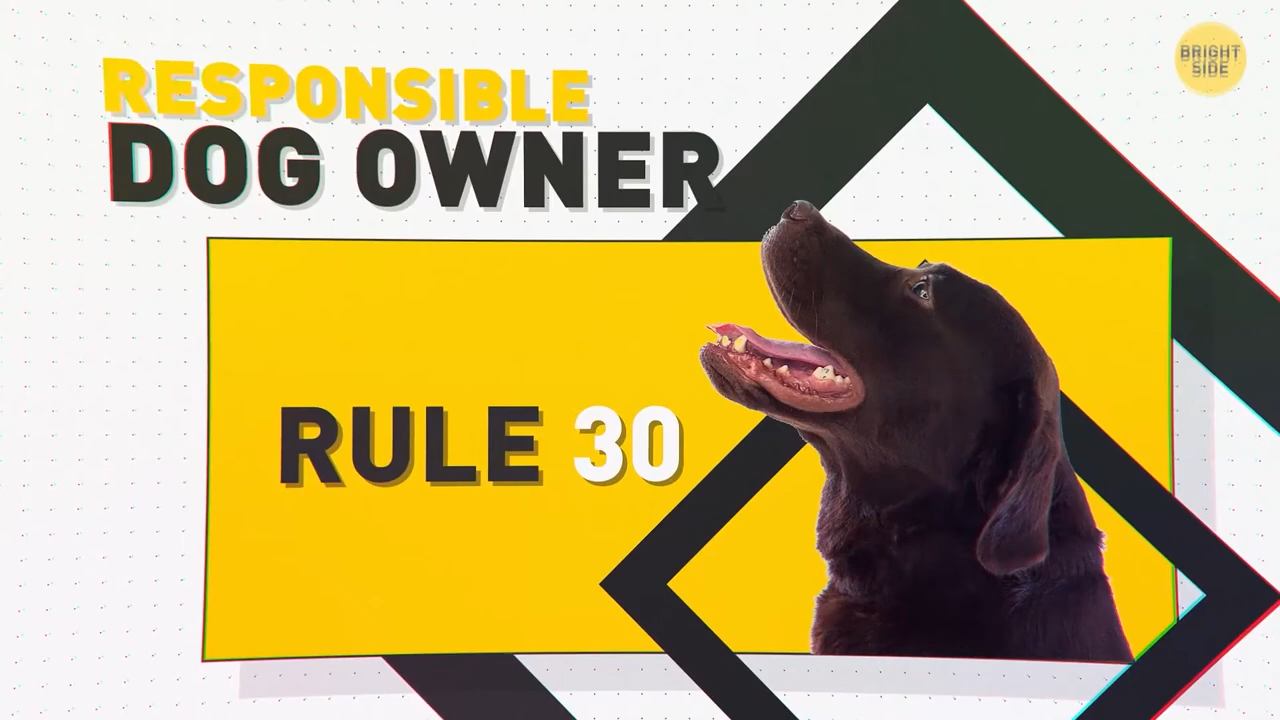 RESPONSIBLE
DOG OWNER
BRIGHT
SIDE
RULE 30